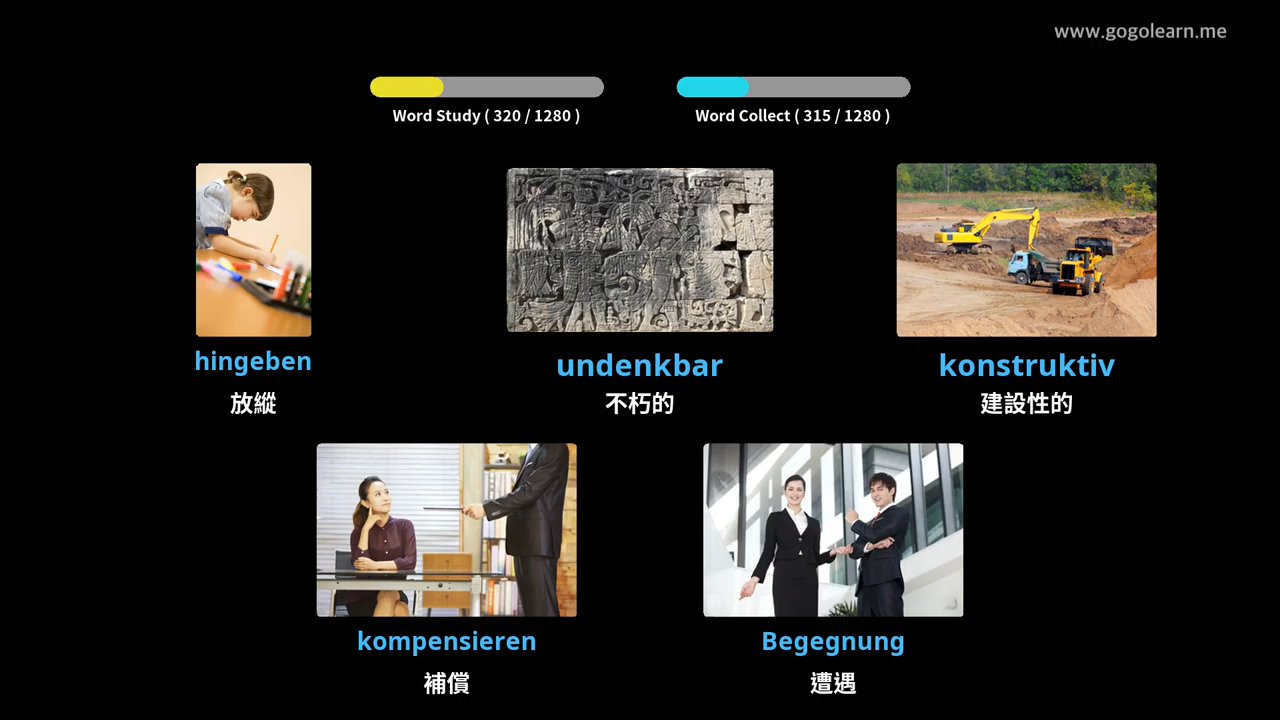 www.gogolearn.me
Word Study ( 320 / 1280 )
Word Collect ( 315 / 1280 )
hingeben
放縱
undenkbar
不朽的
konstruktiv
建設性的
kompensieren
補償
Begegnung
遭遇